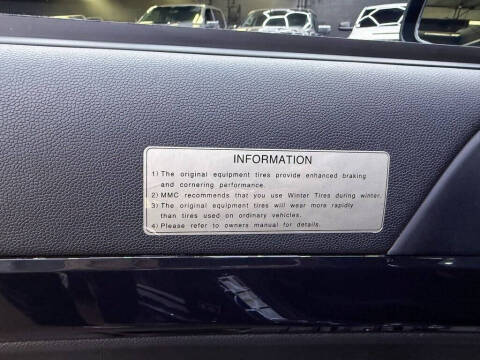 INFORMATION
1) The original equipment tires provide enhanced braking
and cornering performance.
2) MMC recommends that you use Winter Tires during winter.
3) The original equipment tires will wear more rapidly
than tires used on ordinary vehicles.
4) Please refer to owners manual for details.